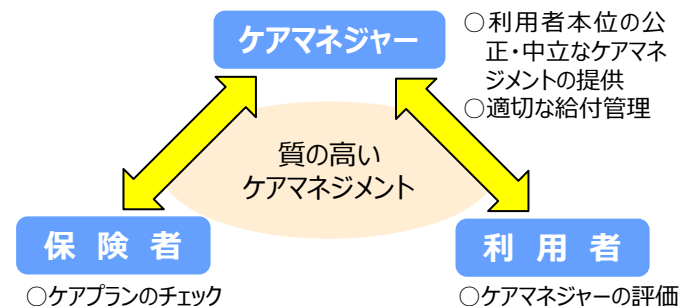 ケアマネジャー
○利用者本位の公
正・中立なケアマネ
ジメントの提供
○適切な給付管理
質の高い
ケアマネジメント
保 険 者
利 用 者
○ケアプランのチェック
○ケアマネジャーの評価